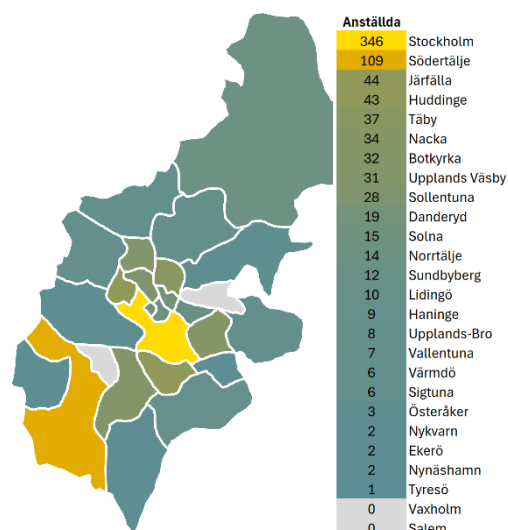 Anställda
346 Stockholm
109 Södertälje
44 Järfälla
43 Huddinge
37 Täby
34 Nacka
32 Botkyrka
31 Upplands Väsby
28 Sollentuna
19 Danderyd
15 Solna
14 Norrtälje
12 Sundbyberg
10 Lidingö
9 Haninge
8 Upplands-Bro
7 Vallentuna
6 Värmdö
6 Sigtuna
3 Österåker
2 Nykvarn
2 Ekerö
2 Nynäshamn
1 Tyresö
0 Vaxholm
0 Salem